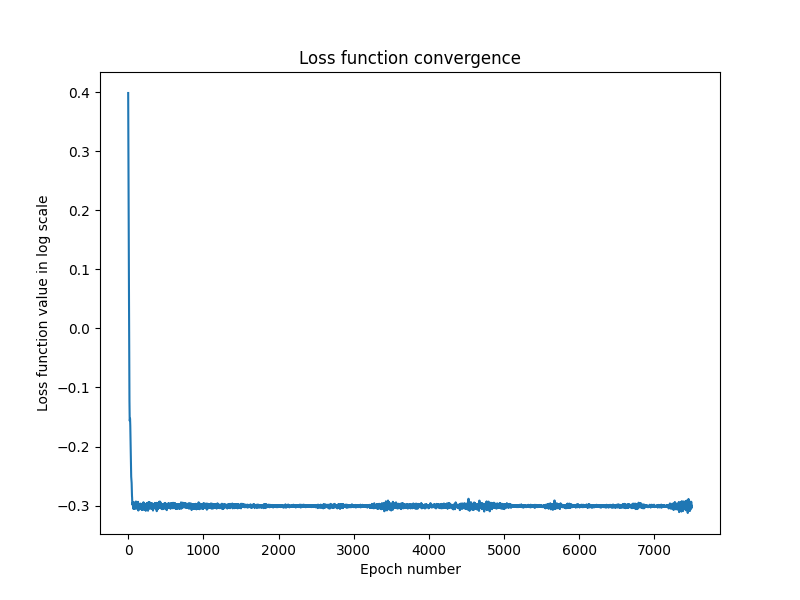 Loss function convergence
Loss function value in log scale
0.4
0.3
0.2
0.1
0.0
−0.1
−0.2
−0.3
0 1000 2000 3000 4000 5000 6000 7000
Epoch number